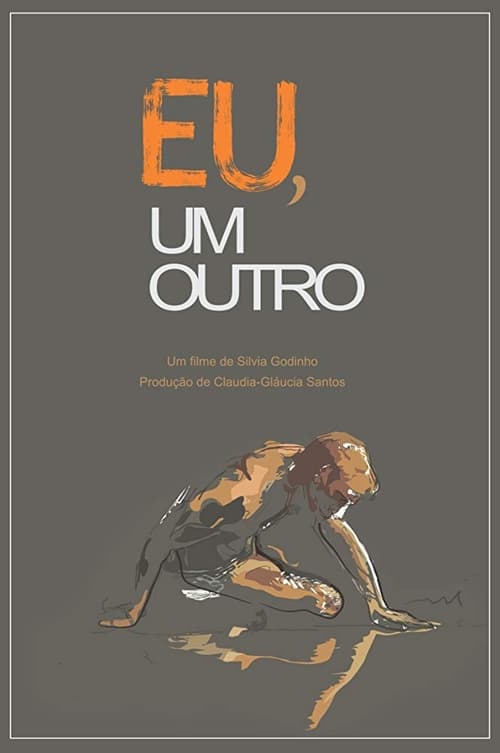 EU,
UM
OUTRO
Um filme de Silvia Godinho
Produção de Claudia-Gláucia Santos